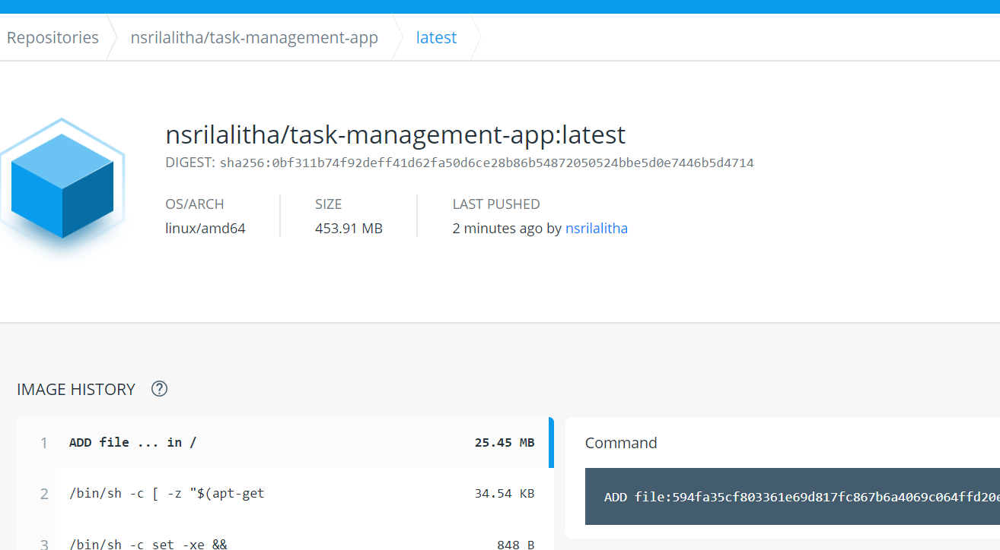 Repositories nsrilalitha/task-management-app latest
nsrilalitha/task-management-app:latest
DIGEST: sha256:0bf311b74f92deff41d62fa50d6ce28b86b54872050524bbe5d0e7446b5d4714
OS/ARCH SIZE LAST PUSHED
linux/amd64 453.91 MB 2 minutes ago by nsrilalitha
IMAGE HISTORY ?
1 ADD file ... in / 25.45 MB
Command
2 /bin/sh -c [ -z "$(apt-get 34.54 KB
ADD file:594fa35cf803361e69d817fc867b6a4069c064ffd20e
3 /bin/sh -c set -xe && 848 B